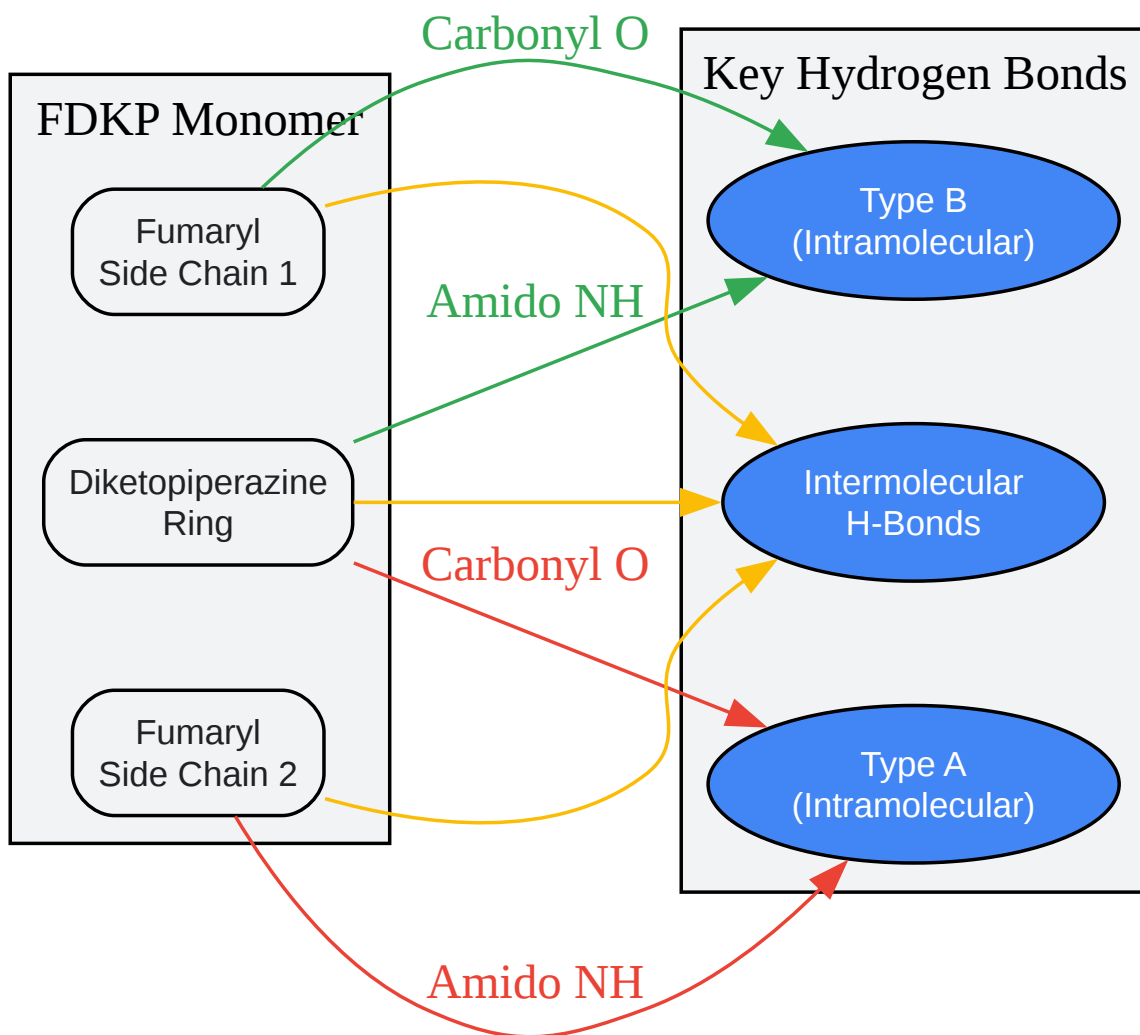 Carbonyl O
FDKP Monomer
Key Hydrogen Bonds
Fumaryl
Side Chain 1
Type B
(Intramolecular)
Amido NH
Diketopiperazine
Ring
Intermolecular
H-Bonds
Carbonyl O
Fumaryl
Side Chain 2
Type A
(Intramolecular)
Amido NH